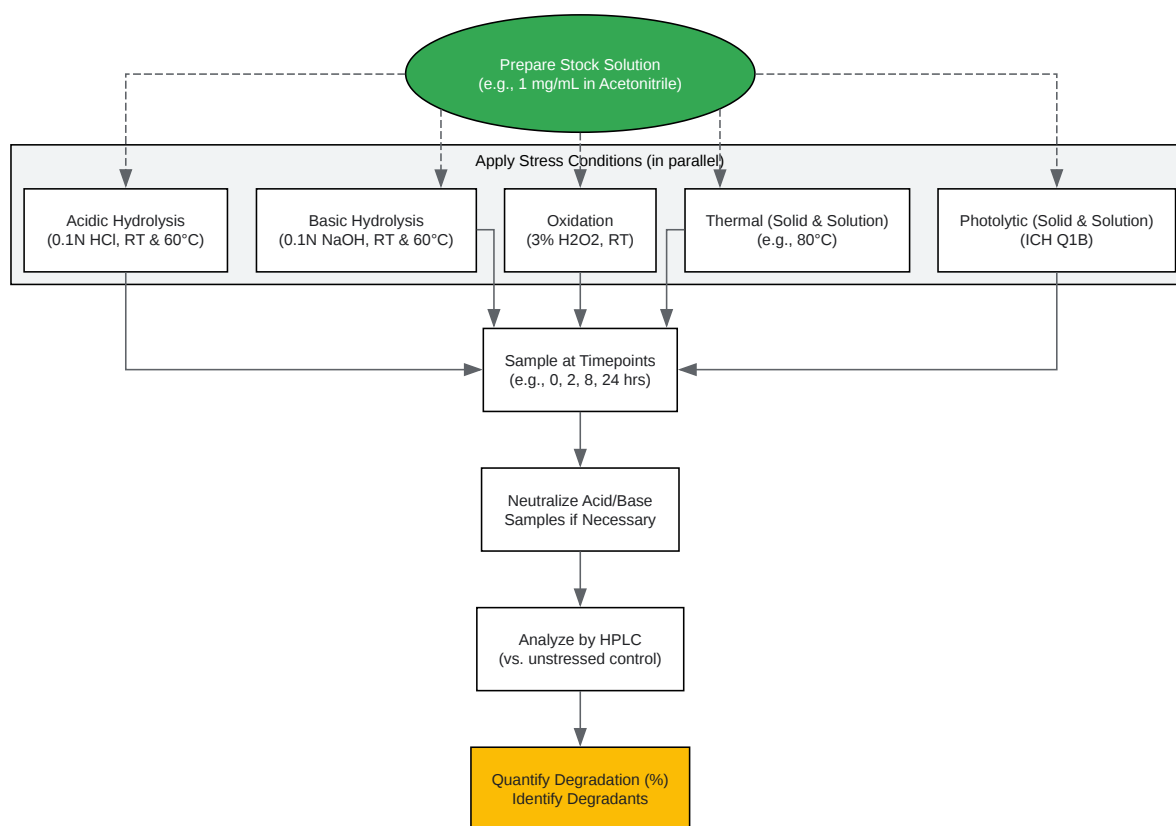 Prepare Stock Solution
(e.g., 1 mg/mL in Acetonitrile)
Apply Stress Conditions (in parallel)
Acidic Hydrolysis
(0.1N HCl, RT & 60°C)
Basic Hydrolysis
(0.1N NaOH, RT & 60°C)
Oxidation
(3% H2O2, RT)
Thermal (Solid & Solution)
(e.g., 80°C)
Photolytic (Solid & Solution)
(ICH Q1B)
Sample at Timepoints
(e.g., 0, 2, 8, 24 hrs)
Neutralize Acid/Base
Samples if Necessary
Analyze by HPLC
(vs. unstressed control)
Quantify Degradation (%)
Identify Degradants